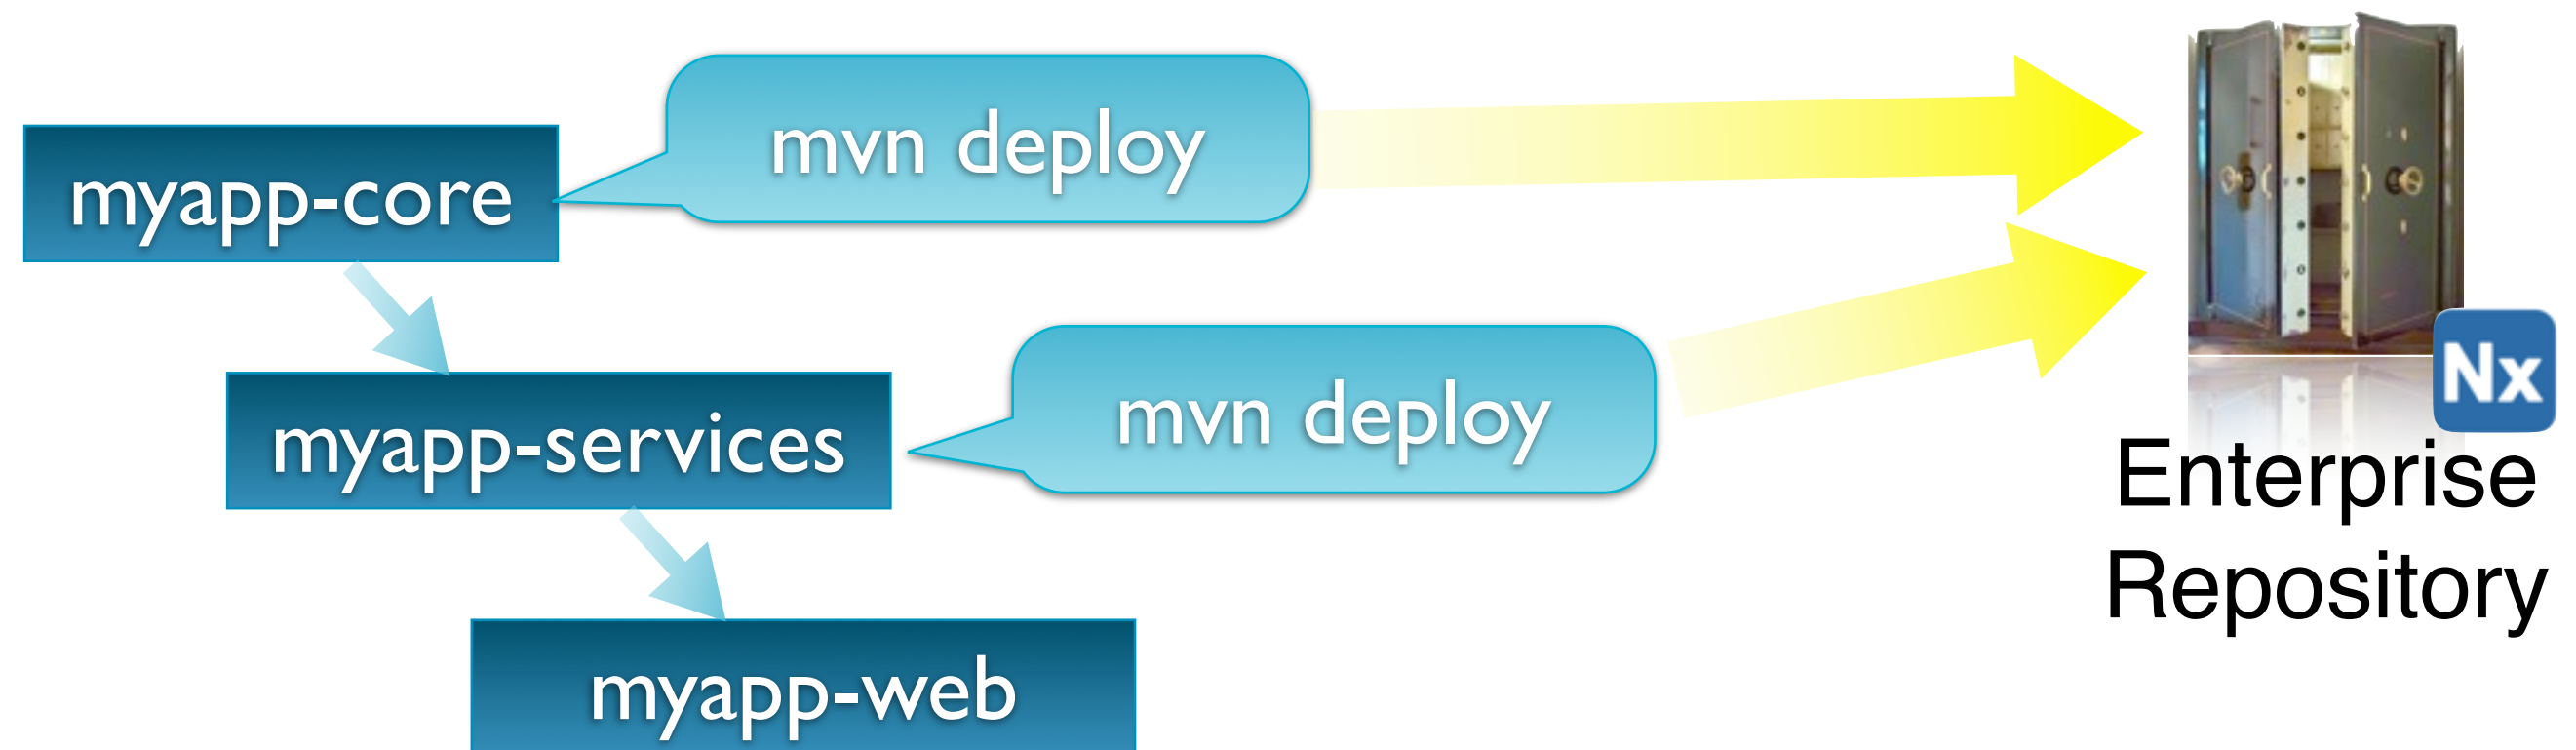 mvn deploy
myapp-core
mvn deploy
myapp-services
Nx
Enterprise
Repository
myapp-web